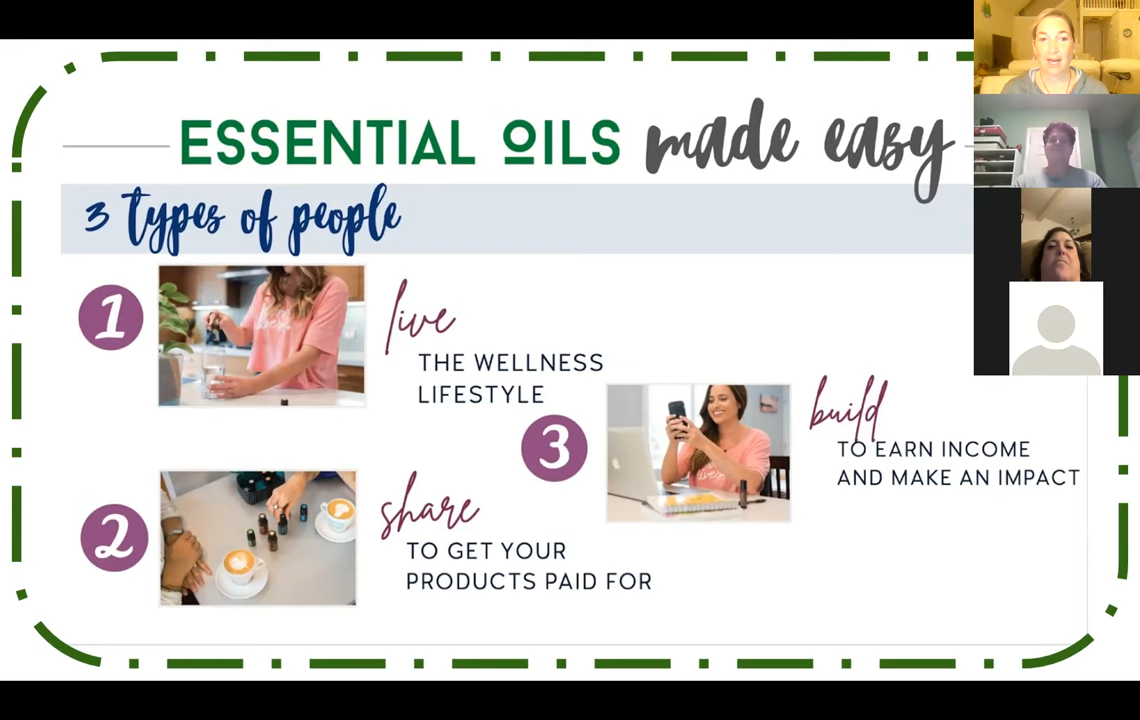 ESSENTIAL OILS made easy
3 types of people
1
live
THE WELLNESS
LIFESTYLE
2
share
TO GET YOUR
PRODUCTS PAID FOR
3
build
TO EARN INCOME
AND MAKE AN IMPACT